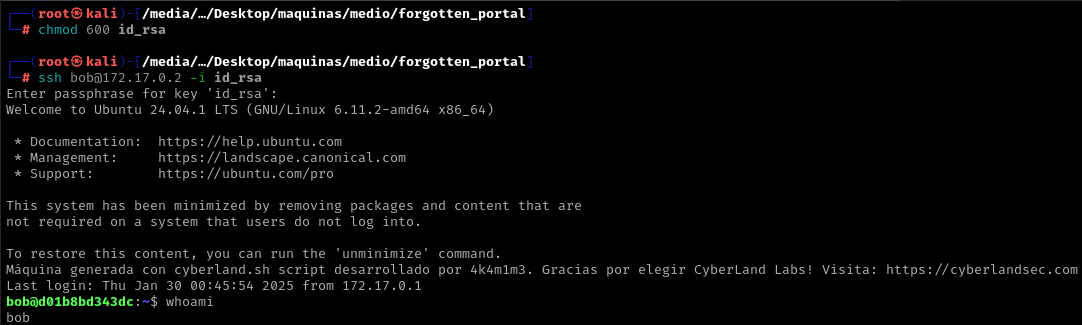 ┌──(root㉿kali)-[/media/…/Desktop/maquinas/medio/forgotten_portal]
└─# chmod 600 id_rsa
┌──(root㉿kali)-[/media/…/Desktop/maquinas/medio/forgotten_portal]
└─# ssh bob@172.17.0.2 -i id_rsa
Enter passphrase for key 'id_rsa':
Welcome to Ubuntu 24.04.1 LTS (GNU/Linux 6.11.2-amd64 x86_64)
* Documentation:  https://help.ubuntu.com
* Management:     https://landscape.canonical.com
* Support:        https://ubuntu.com/pro
This system has been minimized by removing packages and content that are
not required on a system that users do not log into.
To restore this content, you can run the 'unminimize' command.
Máquina generada con cyberland.sh script desarrollado por 4k4m1m3. Gracias por elegir CyberLand Labs! Visita: https://cyberlandsec.com
Last login: Thu Jan 30 00:45:54 2025 from 172.17.0.1
bob@d01b8bd343dc:~$ whoami
bob